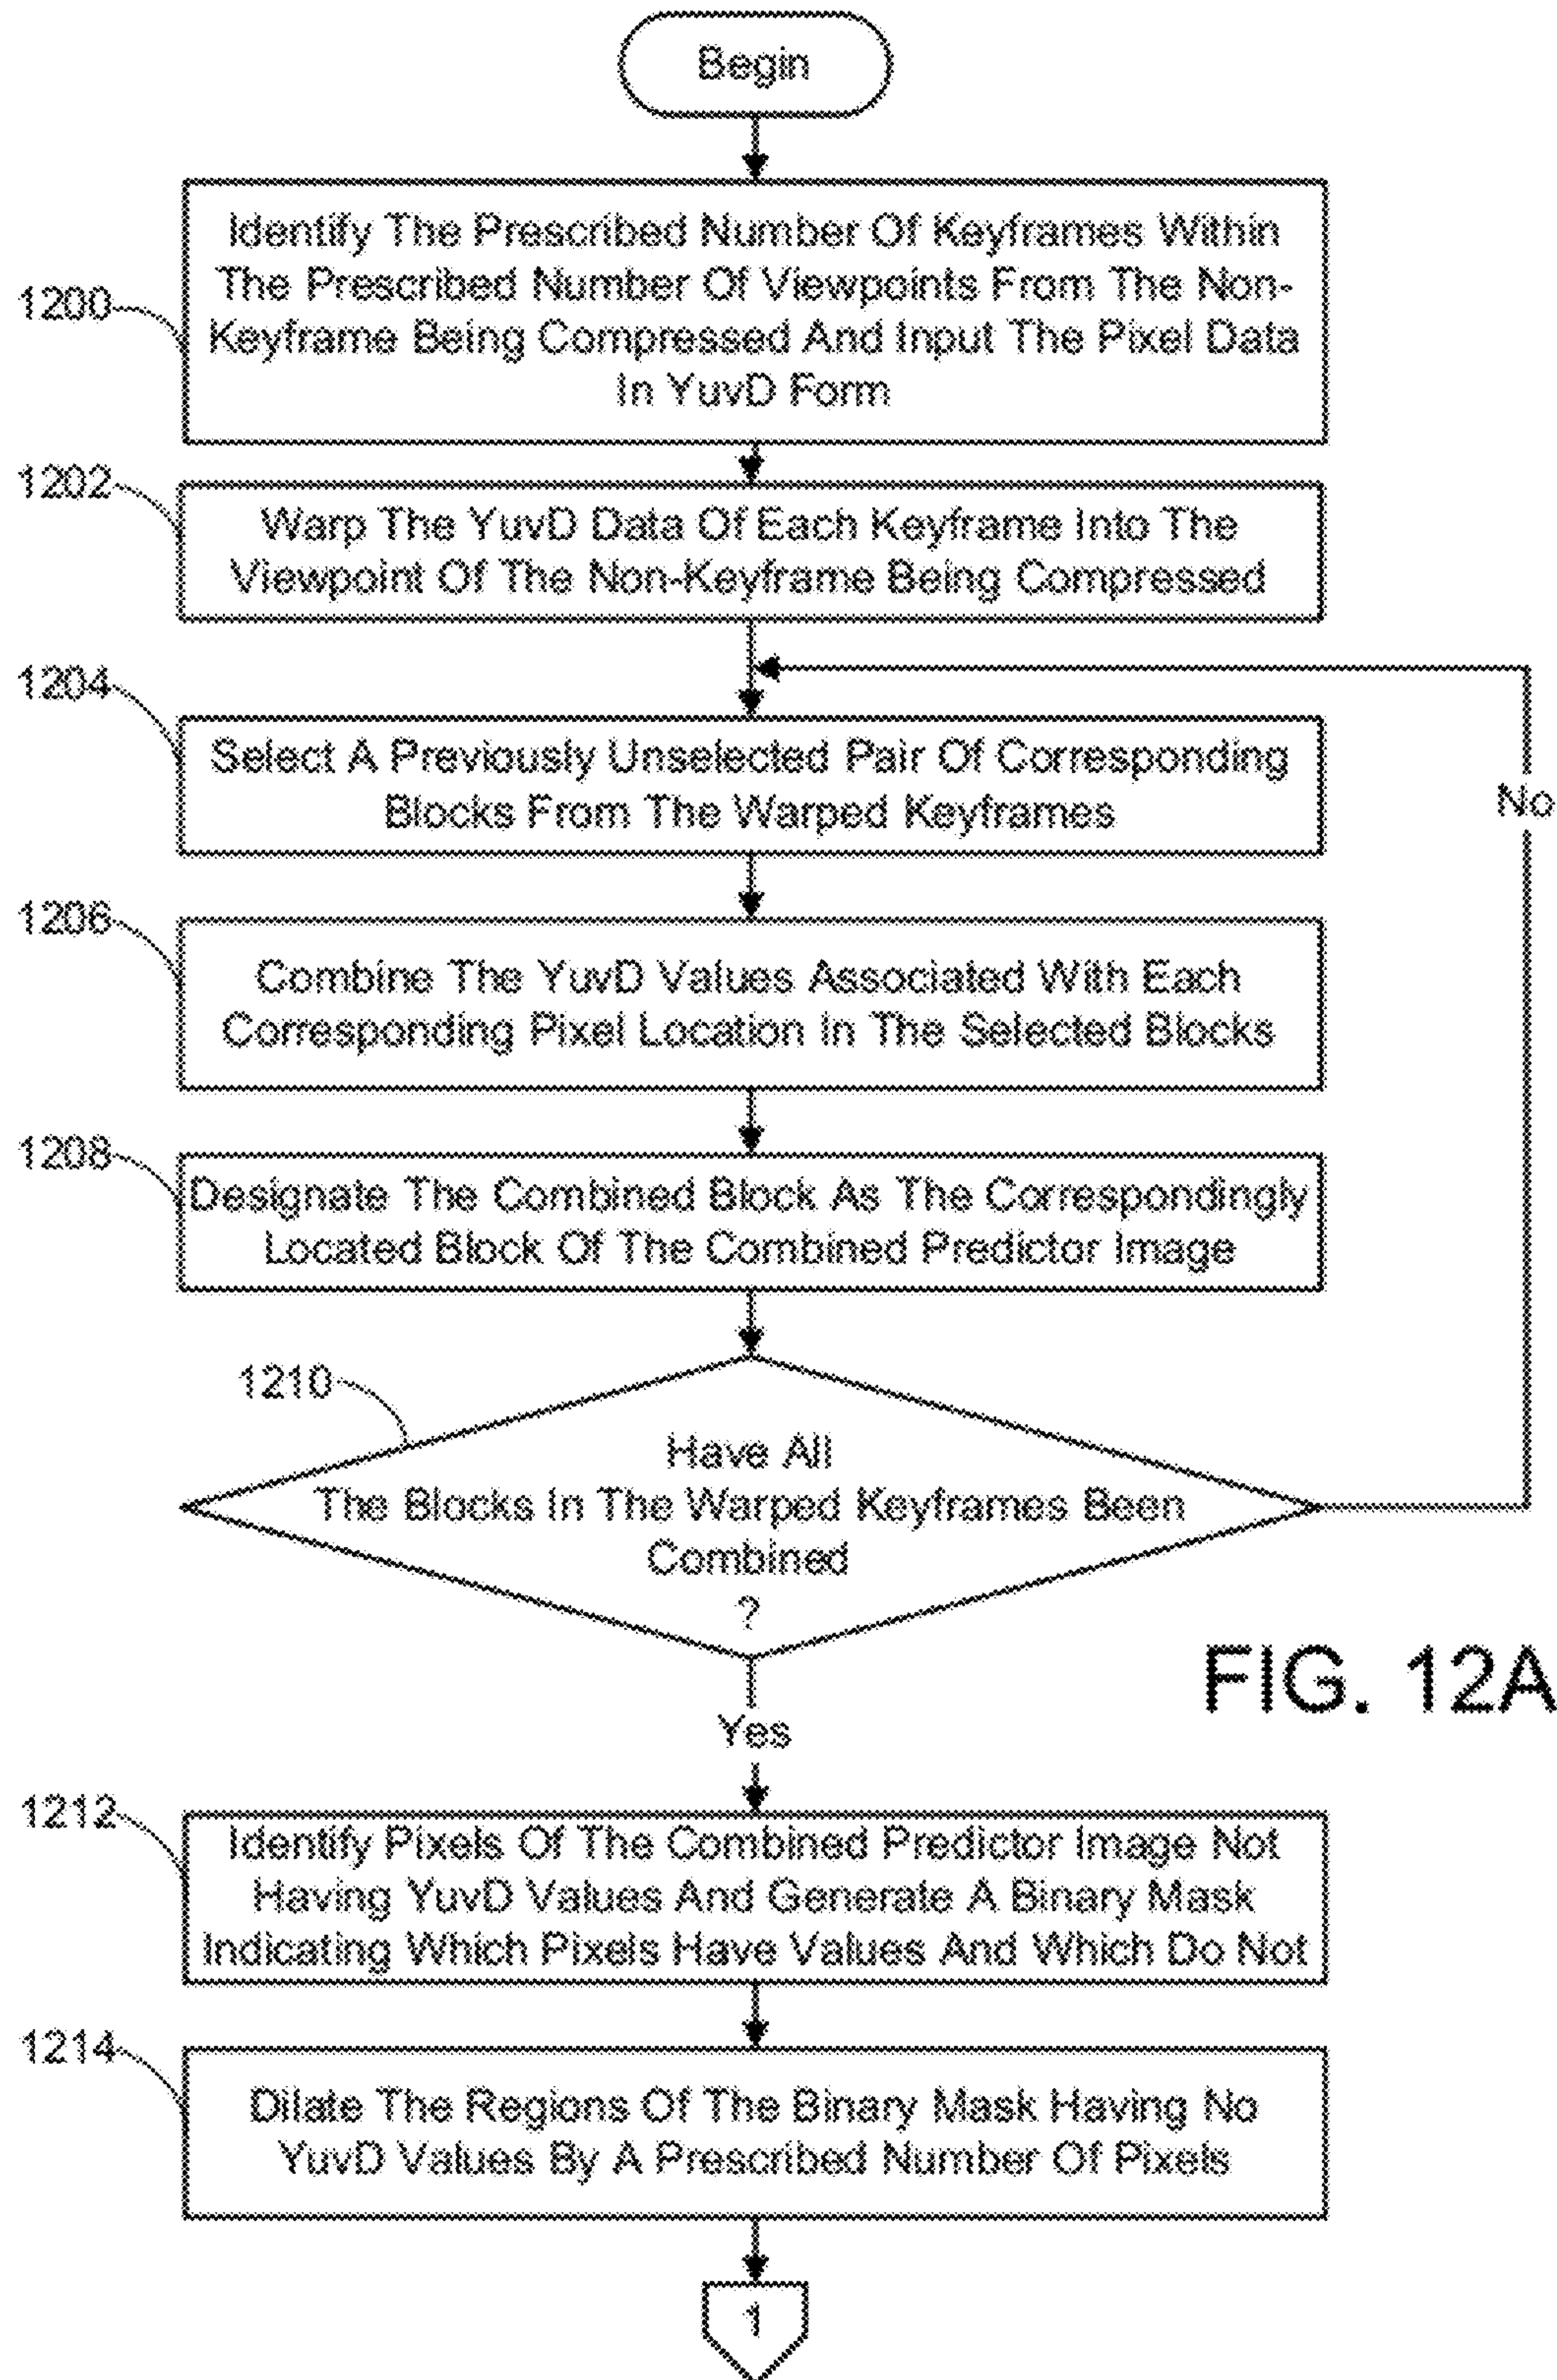 Begin
1200
Identify The Prescribed Number Of Keyframes Within
The Prescribed Number Of Viewpoints From The Non-
Keyframe Being Compressed And Input The Pixel Data
In YuvD Form
1202
Warp The YuvD Data Of Each Keyframe Into The
Viewpoint Of The Non-Keyframe Being Compressed
1204
Select A Previously Unselected Pair Of Corresponding
Blocks From The Warped Keyframes
No
1206
Combine The YuvD Values Associated With Each
Corresponding Pixel Location In The Selected Blocks
1208
Designate The Combined Block As The Correspondingly
Located Block Of The Combined Predictor Image
1210
Have All
The Blocks In The Warped Keyframes Been
Combined
?
FIG. 12A
Yes
1212
Identify Pixels Of The Combined Predictor Image Not
Having YuvD Values And Generate A Binary Mask
Indicating Which Pixels Have Values And Which Do Not
1214
Dilate The Regions Of The Binary Mask Having No
YuvD Values By A Prescribed Number Of Pixels
1